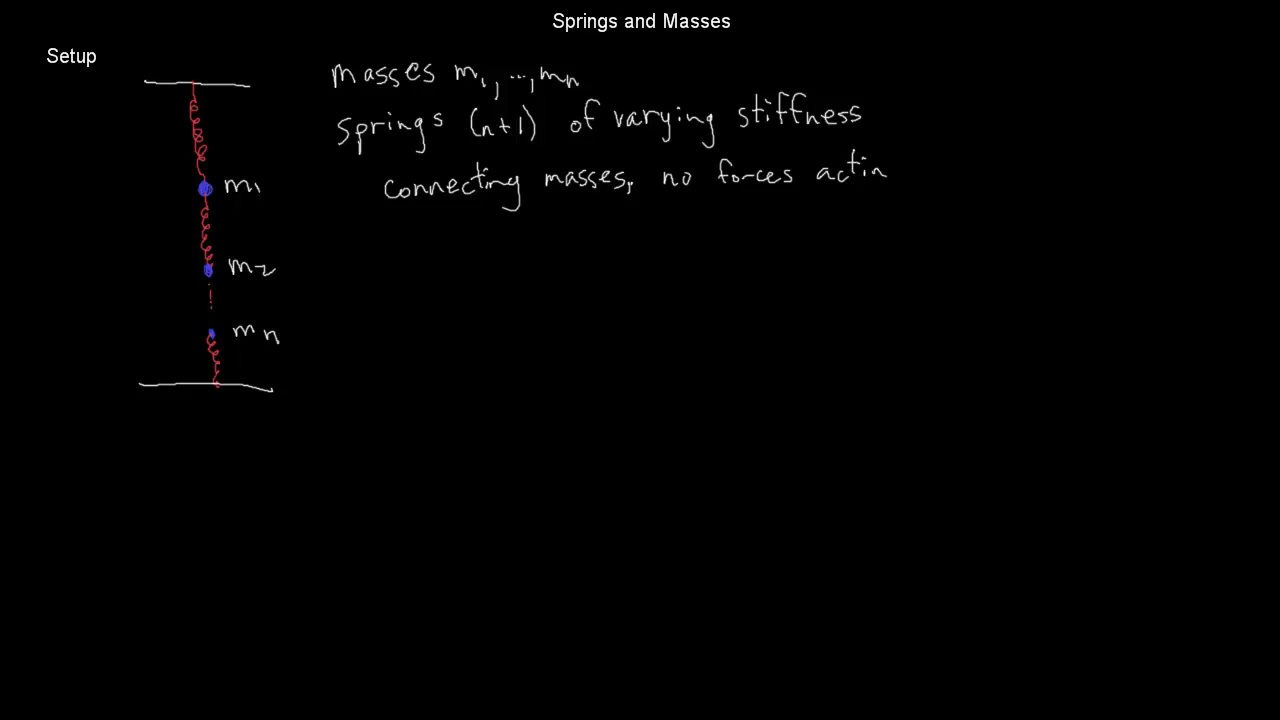 Springs and Masses
Setup
masses m₁, ..., mₙ
springs (n+1) of varying stiffness
connecting masses, no forces actin
m₁
m₂
mₙ